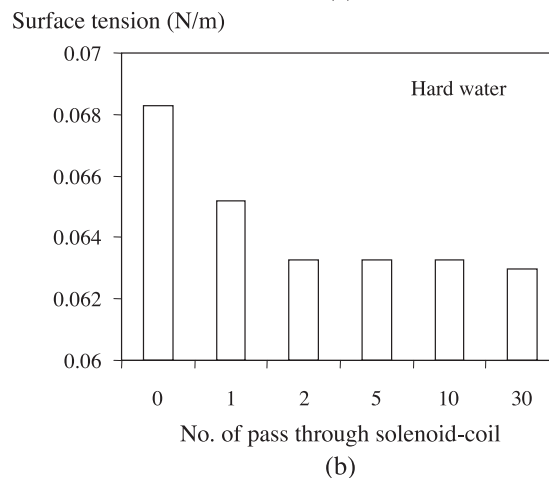 Surface tension (N/m)
0.07
Hard water
0.068
0.066
0.064
0.062
0.06
0 1 2 5 10 30
No. of pass through solenoid-coil
(b)